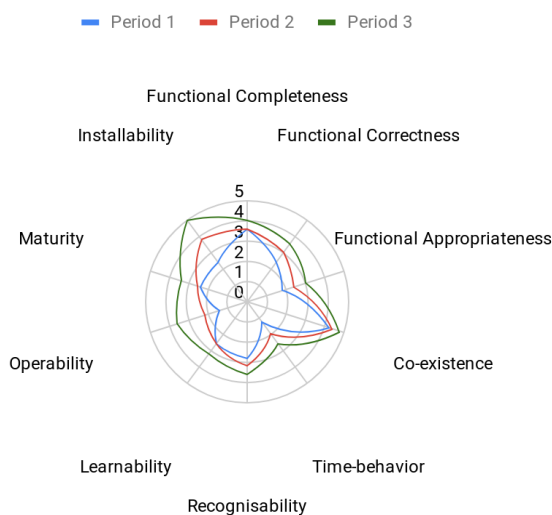 Period 1 Period 2 Period 3
Functional Completeness
Installability Functional Correctness
5
4
3
2
1
0
Maturity Functional Appropriateness
Operability Co-existence
Learnability Time-behavior
Recognisability